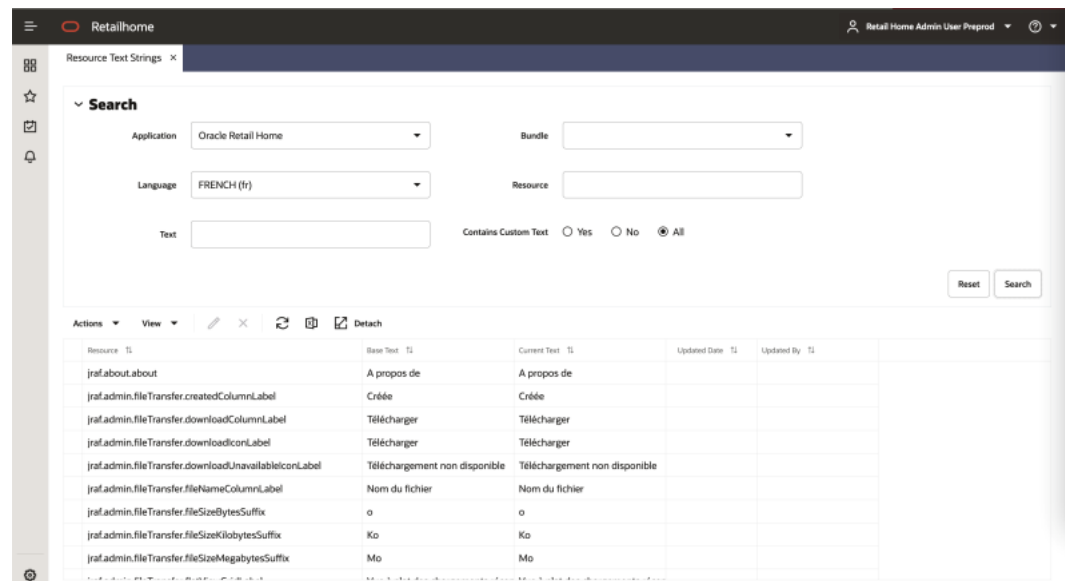 Retailhome
Retail Home Admin User Preprod
Resource Text Strings ×
Search
Application Oracle Retail Home Bundle
Language FRENCH (fr) Resource
Text Contains Custom Text Yes No All
Reset Search
Actions View Detach
Resource Base Text Current Text Updated Date Updated By
jraf.about.about A propos de A propos de
jraf.admin.fileTransfer.createdColumnLabel Créée Créée
jraf.admin.fileTransfer.downloadColumnLabel Télécharger Télécharger
jraf.admin.fileTransfer.downloadIconLabel Télécharger Télécharger
jraf.admin.fileTransfer.downloadUnavailableIconLabel Téléchargement non disponible Téléchargement non disponible
jraf.admin.fileTransfer.fileNameColumnLabel Nom du fichier Nom du fichier
jraf.admin.fileTransfer.fileSizeBytesSuffix o o
jraf.admin.fileTransfer.fileSizeKilobytesSuffix Ko Ko
jraf.admin.fileTransfer.fileSizeMegabytesSuffix Mo Mo